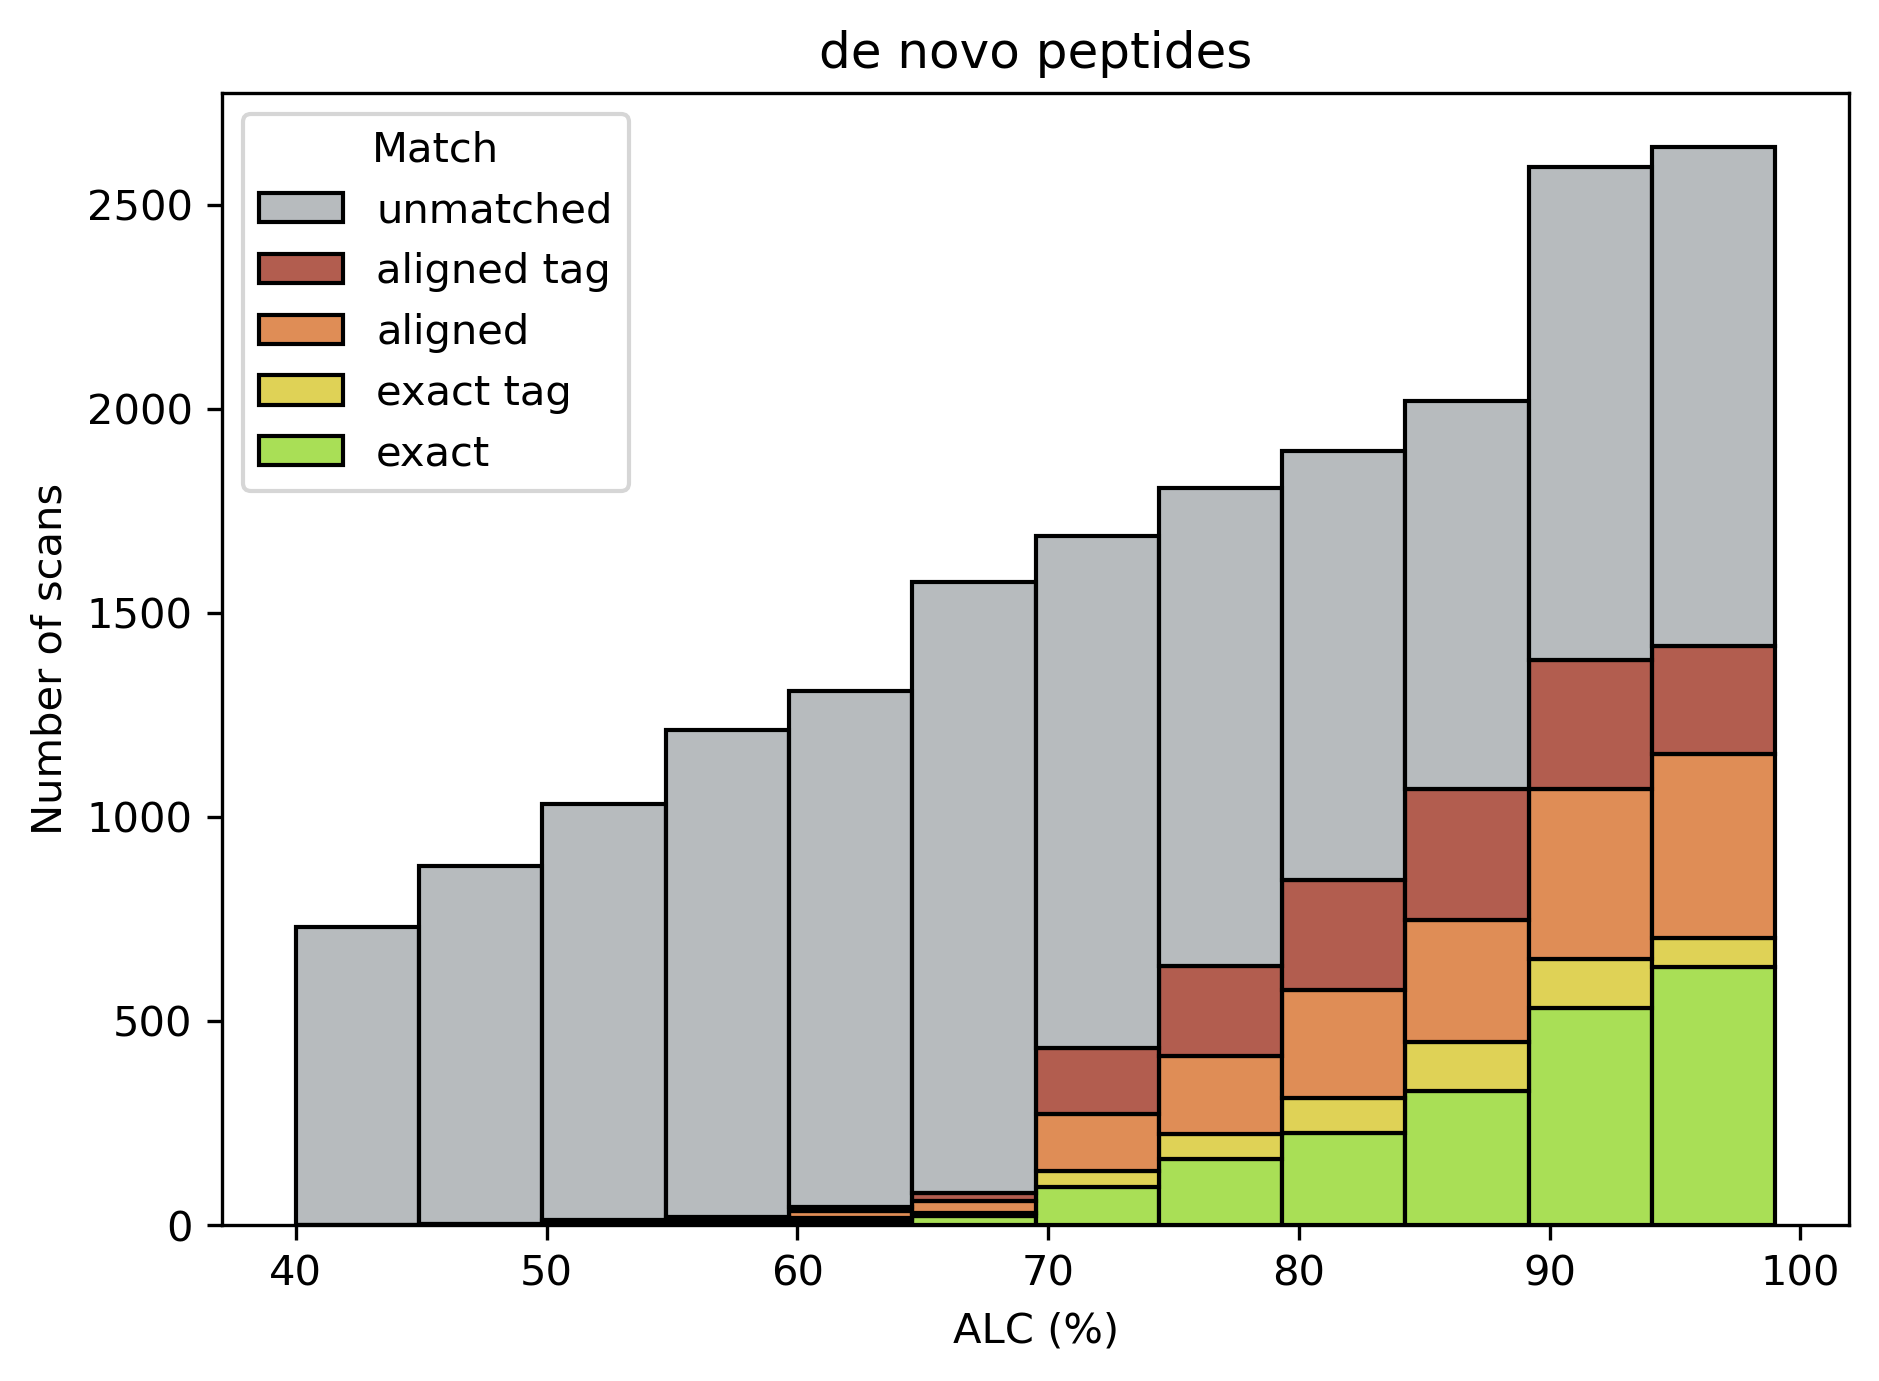 de novo peptides
Match
unmatched
aligned tag
aligned
exact tag
exact
Number of scans
2500
2000
1500
1000
500
0
40 50 60 70 80 90 100
ALC (%)